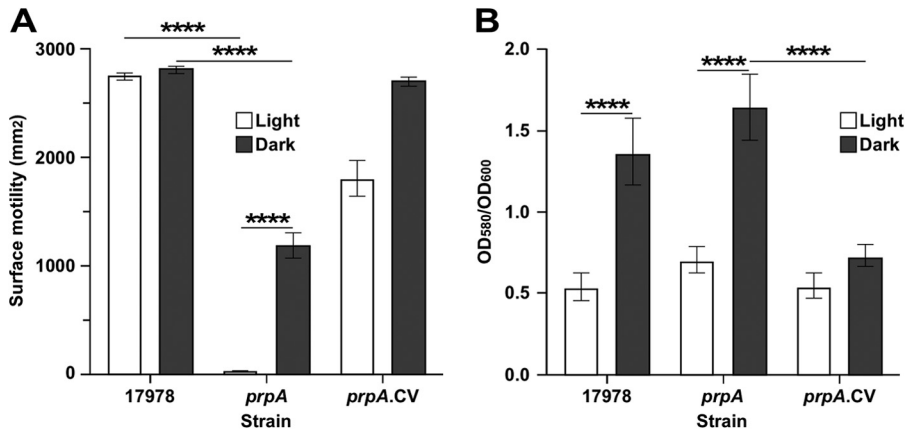 A
****
****
3000
Light
Dark
2000
****
1000
0
Surface motility (mm2)
17978
prpA
prpA.CV
Strain
B
2.0
****
****
****
Light
Dark
1.5
1.0
0.5
0.0
OD580/OD600
17978
prpA
prpA.CV
Strain